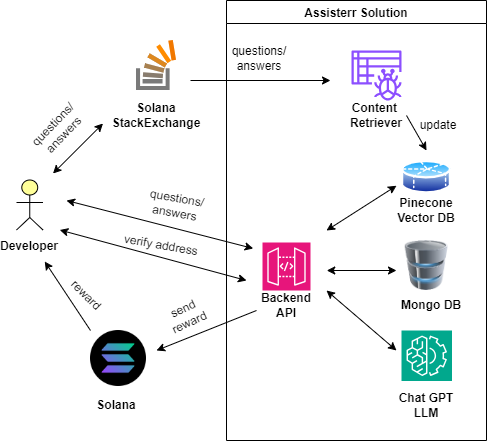 Assisterr Solution
questions/
answers
Solana
StackExchange
Content
Retriever
update
questions/
answers
Pinecone
Vector DB
questions/
answers
Developer
verify address
Backend
API
Mongo DB
reward
send
reward
Solana
Chat GPT
LLM